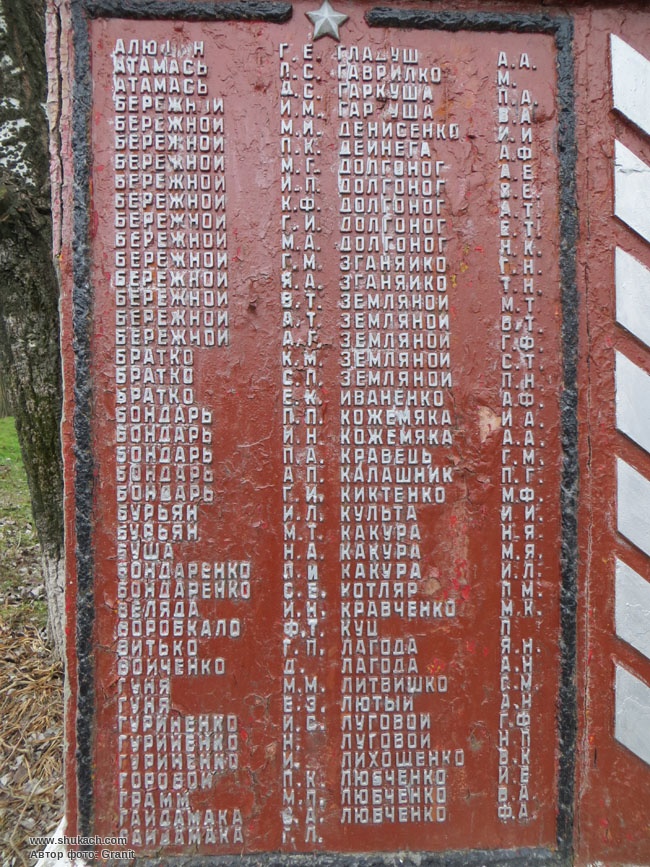 АЛЮШИН Г.Е.
АТАМАСЬ П.С.
АТАМАСЬ Д.С.
БЕРЕЖНЫЙ И.М.
БЕРЕЖНОЙ М.И.
БЕРЕЖНОЙ П.К.
БЕРЕЖНОЙ М.Г.
БЕРЕЖНОЙ И.П.
БЕРЕЖНОЙ К.Ф.
БЕРЕЖНОЙ Г.И.
БЕРЕЖНОЙ М.А.
БЕРЕЖНОЙ Г.М.
БЕРЕЖНОЙ Я.А.
БЕРЕЖНОЙ В.Т.
БЕРЕЖНОЙ А.Т.
БЕРЕЖНОЙ А.Г.
БРАТКО К.М.
БРАТКО С.П.
БРАТКО Е.К.
БОНДАРЬ П.П.
БОНДАРЬ И.Н.
БОНДАРЬ П.А.
БОНДАРЬ А.П.
БОНДАРЬ Г.И.
БУРЬЯН И.Л.
БУРЬЯН М.Т.
БУША Н.А.
БОНДАРЕНКО П.И.
БОНДАРЕНКО С.Е.
ВЕЛЯДА И.Н.
ВОРОБКАЛО Ф.Т.
ВИТЬКО Г.П.
ВОЙЧЕНКО Д.
ГУНЯ М.М.
ГУНЯ Е.З.
ГУРИНЕНКО И.С.
ГУРИНЕНКО Н.
ГУРИНЕНКО И.
ГОРОВОЙ П.К.
ГРАММ М.П.
ГАЙДАМАКА В.А.
ГАЙДАМАКА Г.Л.
ГЛАДУШ А.А.
ГАВРИЛКО М.
ГАРКУША П.А.
ГАРКУША В.А.
ДЕНИСЕНКО И.И.
ДЕЙНЕГА А.Ф.
ДОЛГОНОГ Д.Е.
ДОЛГОНОГ А.Е.
ДОЛГОНОГ Я.Т.
ДОЛГОНОГ А.Т.
ДОЛГОНОГ Е.К.
ЗГАНЯЙКО Н.Н.
ЗГАНЯЙКО Г.Н.
ЗЕМЛЯНОЙ М.Т.
ЗЕМЛЯНОЙ В.Т.
ЗЕМЛЯНОЙ Г.Ф.
ЗЕМЛЯНОЙ С.Т.
ЗЕМЛЯНОЙ П.Н.
ИВАНЕНКО А.Ф.
КОЖЕМЯКА И.А.
КОЖЕМЯКА А.А.
КРАВЕЦЬ Г.М.
КАЛАШНИК П.Г.
КИКТЕНКО М.Ф.
КУЛЬТА И.И.
КАКУРА Н.Я.
КАКУРА М.Я.
КАКУРА И.Л.
КОТЛЯР П.М.
КРАВЧЕНКО М.К.
КУЦ П.
ЛАГОДА Я.Н.
ЛАГОДА А.Н.
ЛИТВИШКО С.М.
ЛЮТЫЙ А.Н.
ЛУГОВОЙ Г.Ф.
ЛУГОВОЙ Н.П.
ЛИХОШЕНКО И.К.
ЛЮБЧЕНКО П.Е.
ЛЮБЧЕНКО О.В.
ЛЮБЧЕНКО Ф.А.
www.shukach.com
Автор фото: Granit